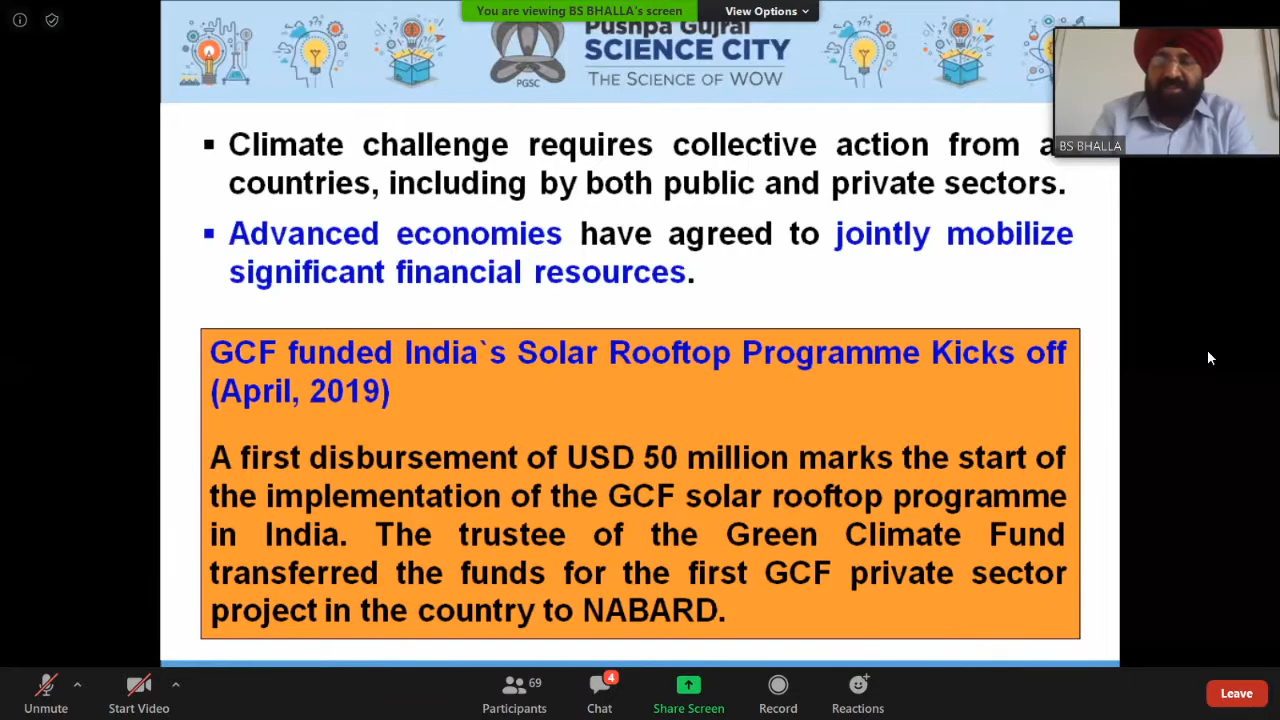 You are viewing BS BHALLA's screen
View Options
Pushpa Gujral
SCIENCE CITY
THE SCIENCE OF WOW
PGSC
BS BHALLA
▪ Climate challenge requires collective action from
countries, including by both public and private sectors.
▪ Advanced economies have agreed to jointly mobilize
significant financial resources.
GCF funded India`s Solar Rooftop Programme Kicks off
(April, 2019)
A first disbursement of USD 50 million marks the start of
the implementation of the GCF solar rooftop programme
in India. The trustee of the Green Climate Fund
transferred the funds for the first GCF private sector
project in the country to NABARD.
Unmute
Start Video
69
Participants
4
Chat
Share Screen
Record
Reactions
Leave